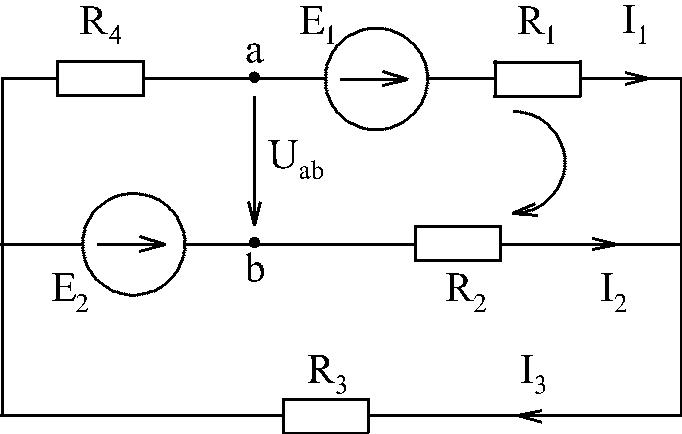 R4 E1 R1 I1
a
Uab
b
E2 R2 I2
R3 I3